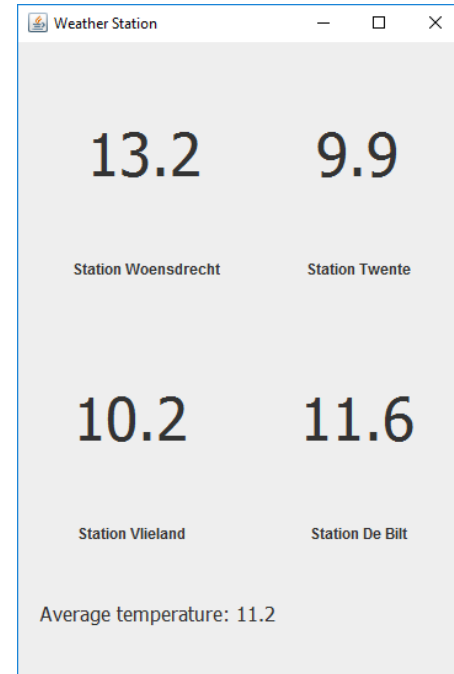 Weather Station
13.2 9.9
Station Woensdrecht Station Twente
10.2 11.6
Station Vlieland Station De Bilt
Average temperature: 11.2